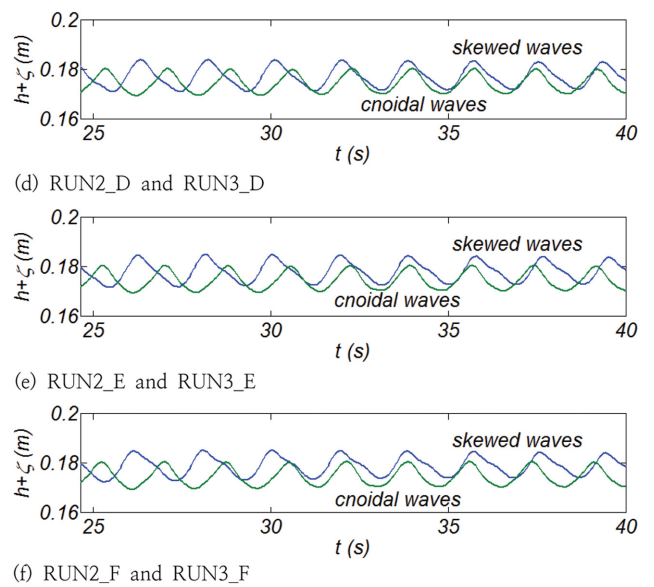 0.2
h+ζ (m)
0.18
0.16
skewed waves
cnoidal waves
25 30 35 40
t (s)
(d) RUN2_D and RUN3_D
0.2
h+ζ (m)
0.18
0.16
skewed waves
cnoidal waves
25 30 35 40
t (s)
(e) RUN2_E and RUN3_E
0.2
h+ζ (m)
0.18
0.16
skewed waves
cnoidal waves
25 30 35 40
t (s)
(f) RUN2_F and RUN3_F